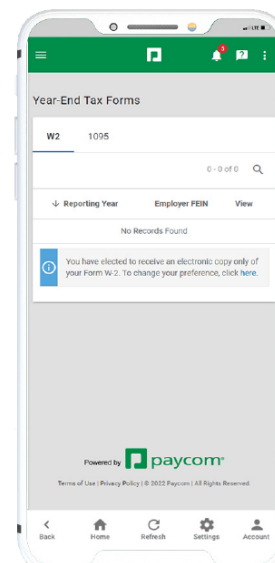 LTE
3
Year-End Tax Forms
W2 1095
0 - 0 of 0
Reporting Year Employer FEIN View
No Records Found
You have elected to receive an electronic copy only of
your Form W-2. To change your preference, click here.
Powered by paycom
Terms of Use | Privacy Policy | © 2022 Paycom | All Rights Reserved.
Back Home Refresh Settings Account